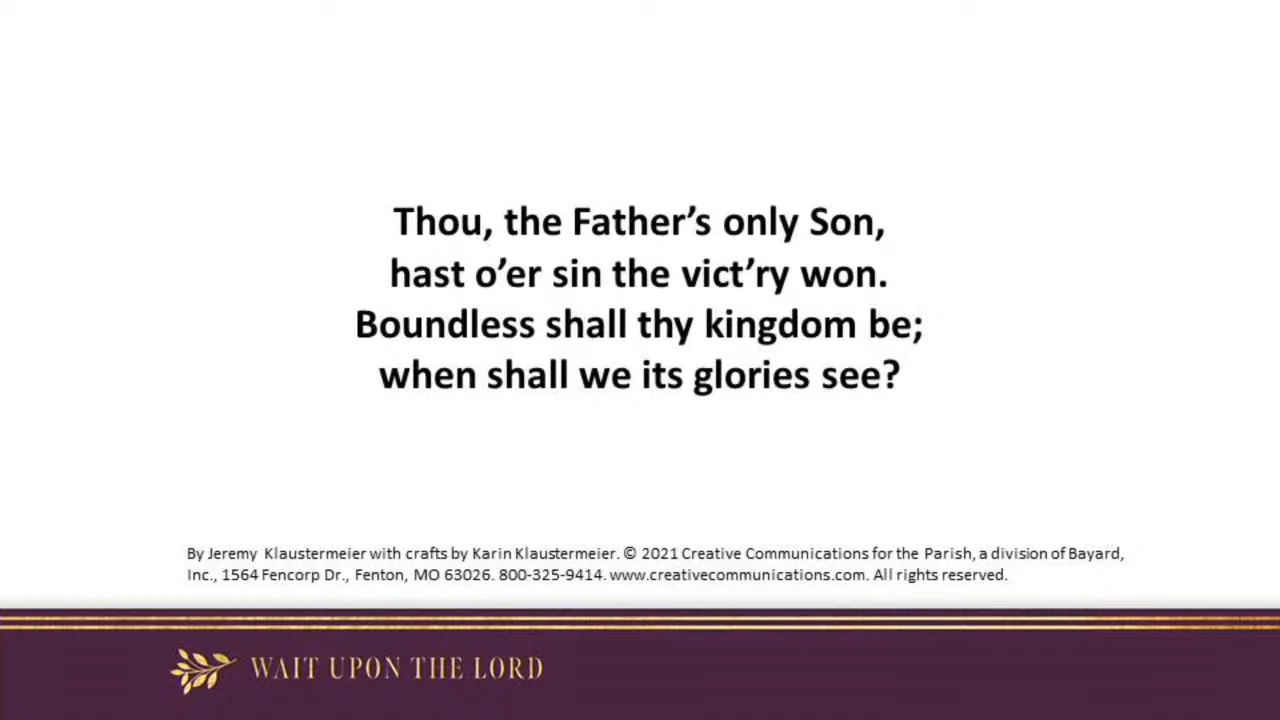 Thou, the Father’s only Son,
hast o’er sin the vict’ry won.
Boundless shall thy kingdom be;
when shall we its glories see?
By Jeremy Klaustermeier with crafts by Karin Klaustermeier. © 2021 Creative Communications for the Parish, a division of Bayard,
Inc., 1564 Fencorp Dr., Fenton, MO 63026. 800-325-9414. www.creativecommunications.com. All rights reserved.
WAIT UPON THE LORD